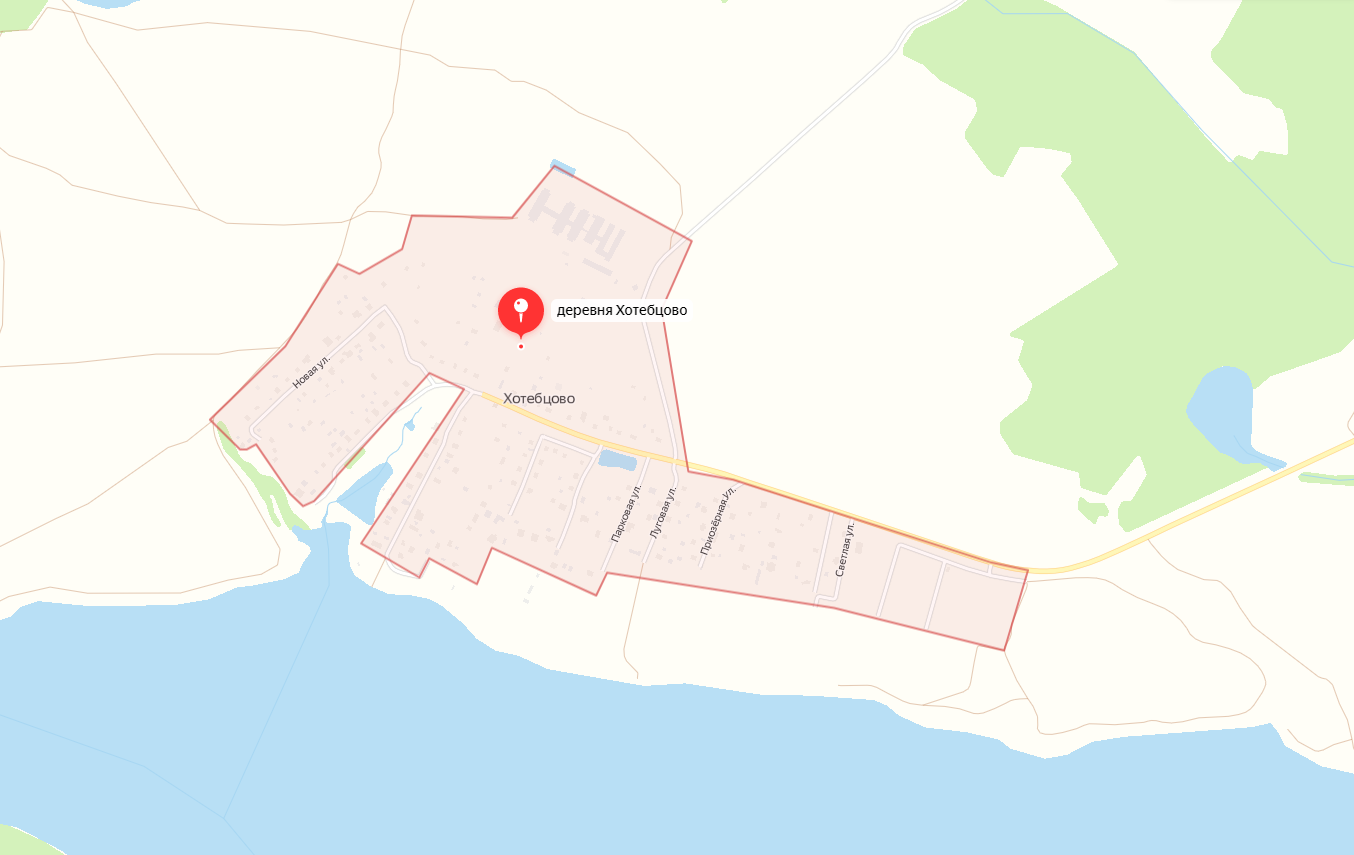 деревня Хотебцово
Новая ул.
Хотебцово
Парковая ул.
Луговая ул.
Приозёрная ул.
Светлая ул.